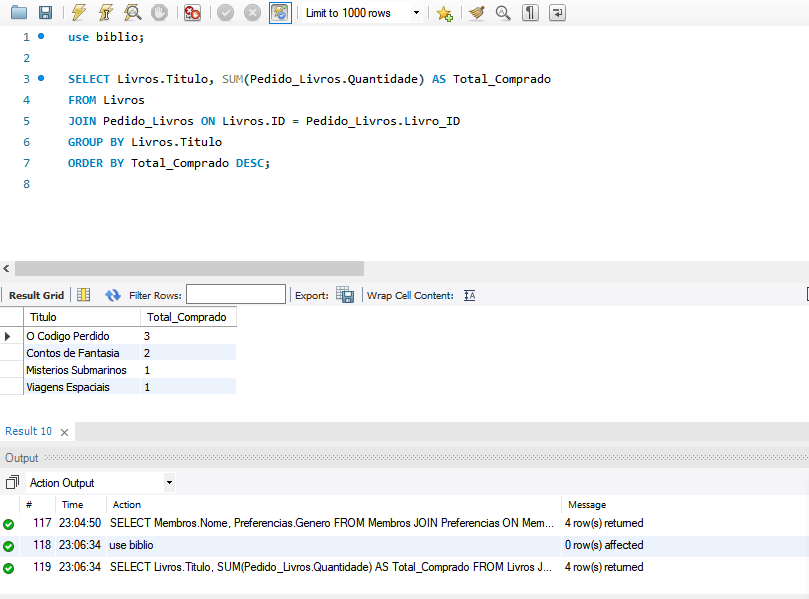 Limit to 1000 rows
1 use biblio;
2
3 SELECT Livros.Titulo, SUM(Pedido_Livros.Quantidade) AS Total_Comprado
4 FROM Livros
5 JOIN Pedido_Livros ON Livros.ID = Pedido_Livros.Livro_ID
6 GROUP BY Livros.Titulo
7 ORDER BY Total_Comprado DESC;
8
Result Grid Filter Rows: Export: Wrap Cell Content: IA
Titulo Total_Comprado
O Codigo Perdido 3
Contos de Fantasia 2
Misterios Submarinos 1
Viagens Espaciais 1
Result 10
Output
Action Output
# Time Action Message
117 23:04:50 SELECT Membros.Nome, Preferencias.Genero FROM Membros JOIN Preferencias ON Mem... 4 row(s) returned
118 23:06:34 use biblio 0 row(s) affected
119 23:06:34 SELECT Livros.Titulo, SUM(Pedido_Livros.Quantidade) AS Total_Comprado FROM Livros J... 4 row(s) returned